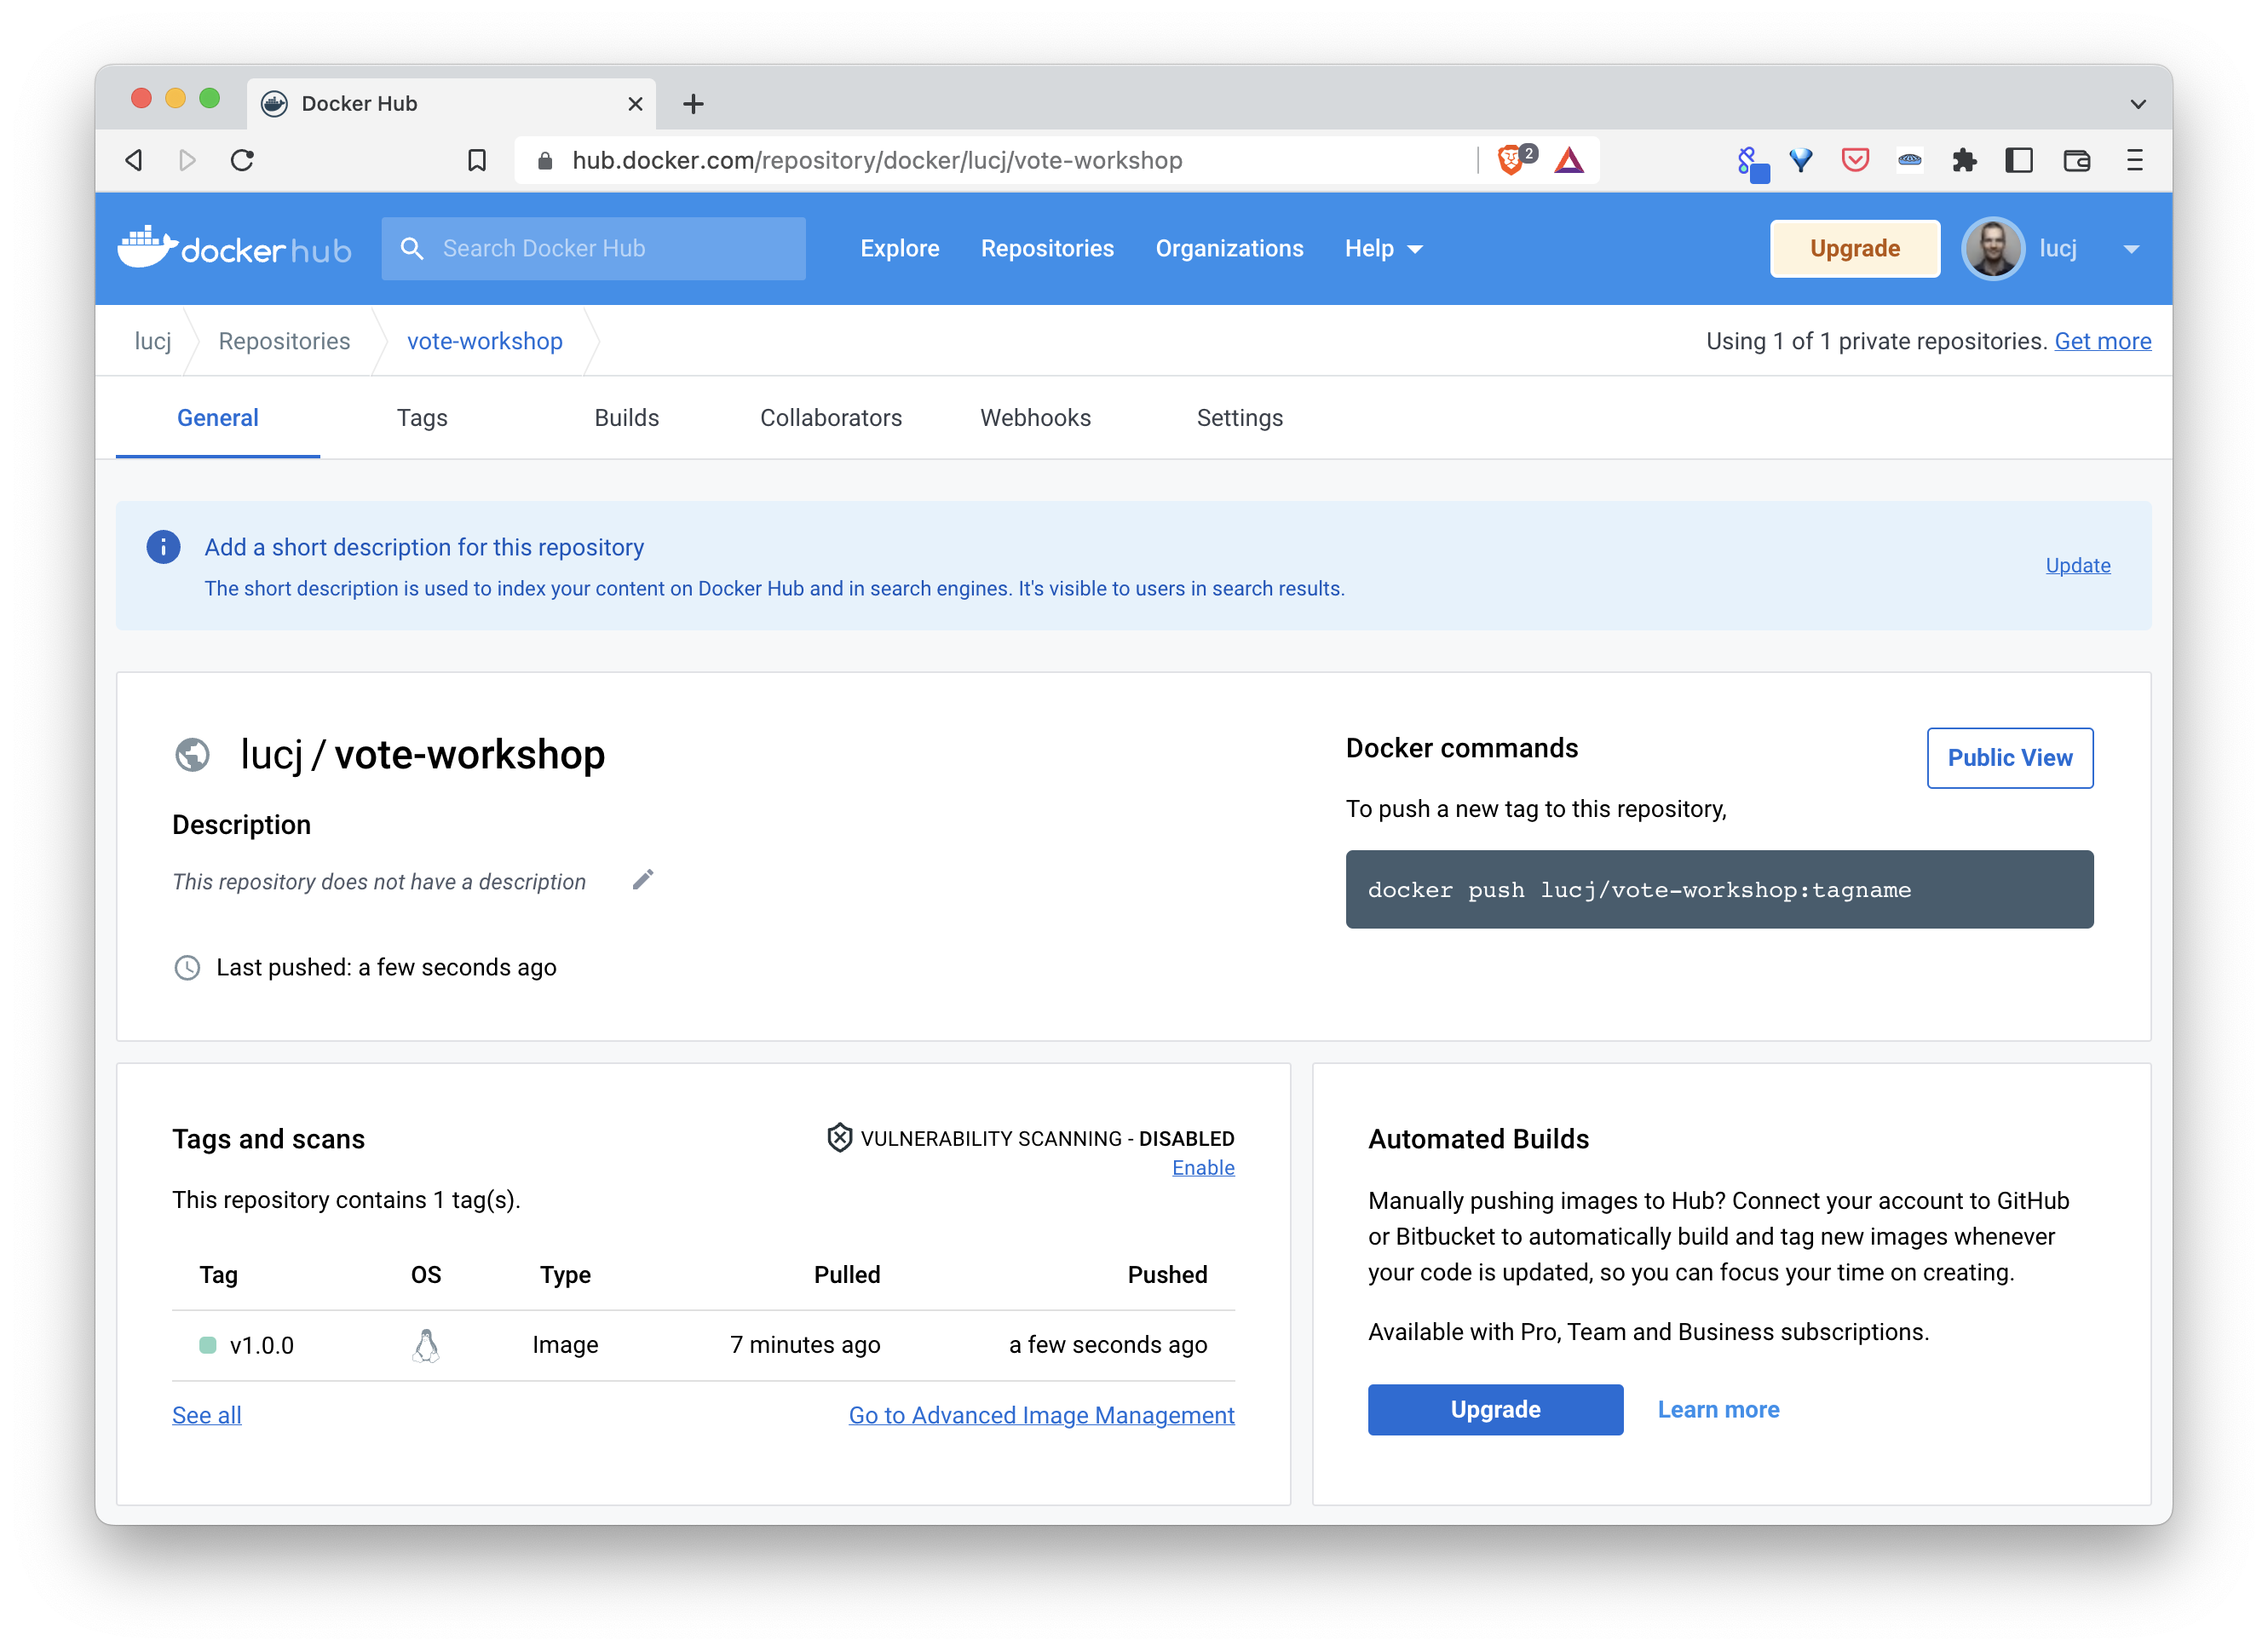 Docker Hub
hub.docker.com/repository/docker/lucj/vote-workshop
2
docker hub
Search Docker Hub
Explore
Repositories
Organizations
Help
Upgrade
lucj
lucj
Repositories
vote-workshop
Using 1 of 1 private repositories. Get more
General
Tags
Builds
Collaborators
Webhooks
Settings
Add a short description for this repository
The short description is used to index your content on Docker Hub and in search engines. It's visible to users in search results.
Update
lucj / vote-workshop
Description
This repository does not have a description
Last pushed: a few seconds ago
Docker commands
Public View
To push a new tag to this repository,
docker push lucj/vote-workshop:tagname
Tags and scans
VULNERABILITY SCANNING - DISABLED
Enable
This repository contains 1 tag(s).
Tag OS Type Pulled Pushed
v1.0.0 Image 7 minutes ago a few seconds ago
See all
Go to Advanced Image Management
Automated Builds
Manually pushing images to Hub? Connect your account to GitHub
or Bitbucket to automatically build and tag new images whenever
your code is updated, so you can focus your time on creating.
Available with Pro, Team and Business subscriptions.
Upgrade
Learn more